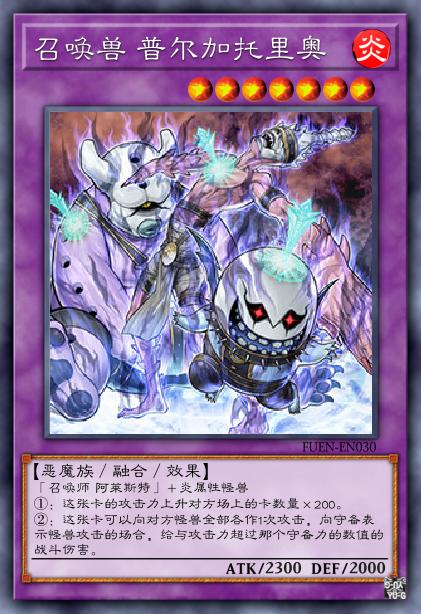 召唤兽 普尔加托里奥
炎
FUEN-EN030
【恶魔族／融合／效果】
「召唤师 阿莱斯特」＋炎属性怪兽
①：这张卡的攻击力上升对方场上的卡数量×200。
②：这张卡可以向对方怪兽全部各作1次攻击，向守备表
示怪兽攻击的场合，给与攻击力超过那个守备力的数值的
战斗伤害。
ATK/2300 DEF/2000